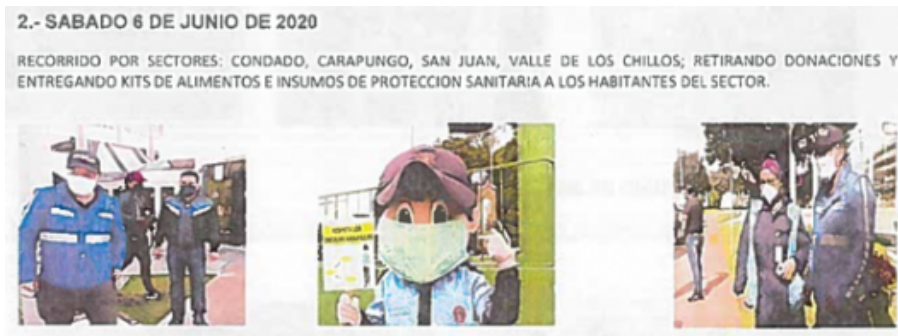 2.- SABADO 6 DE JUNIO DE 2020
RECORRIDO POR SECTORES: CONDADO, CARAPUNGO, SAN JUAN, VALLE DE LOS CHILLOS; RETIRANDO DONACIONES Y
ENTREGANDO KITS DE ALIMENTOS E INSUMOS DE PROTECCION SANITARIA A LOS HABITANTES DEL SECTOR.